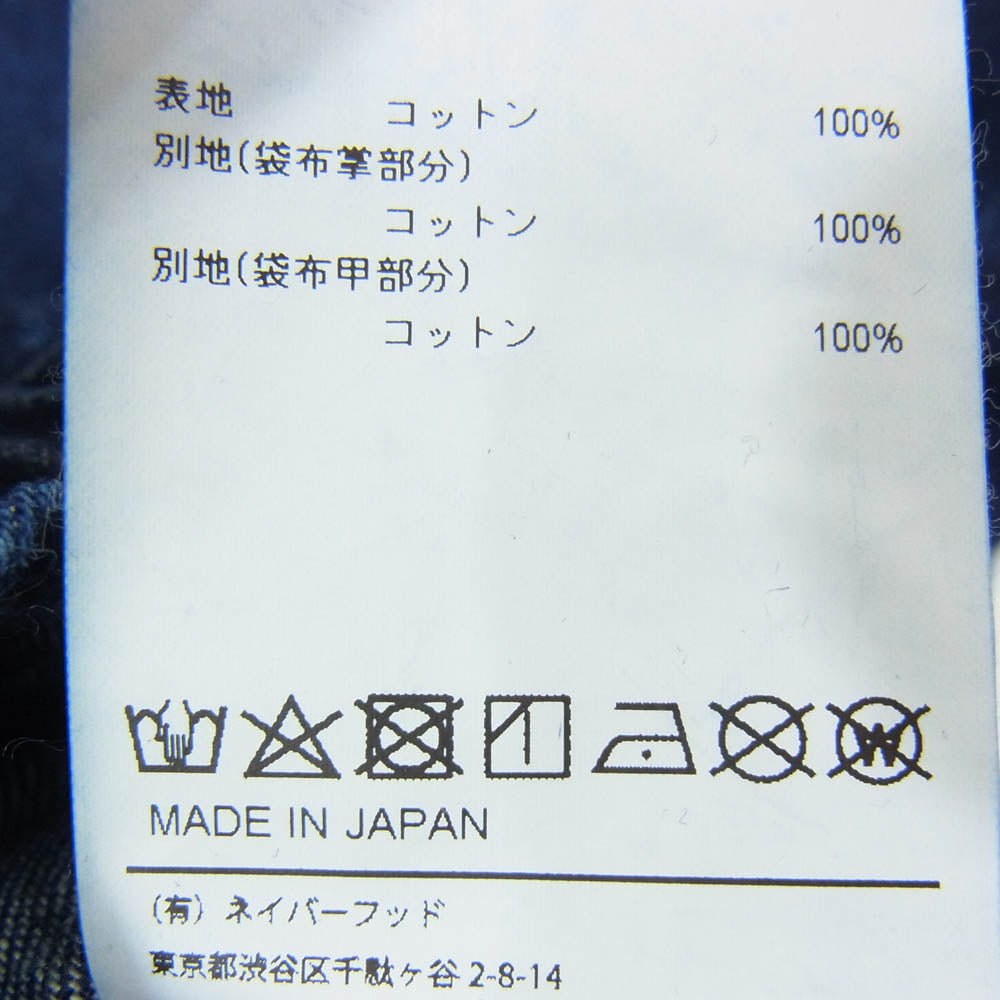 表地 コットン 100%
別地(袋布掌部分)
コットン 100%
別地(袋布甲部分)
コットン 100%
W
MADE IN JAPAN
(有) ネイバーフッド
東京都渋谷区千駄ヶ谷 2-8-14